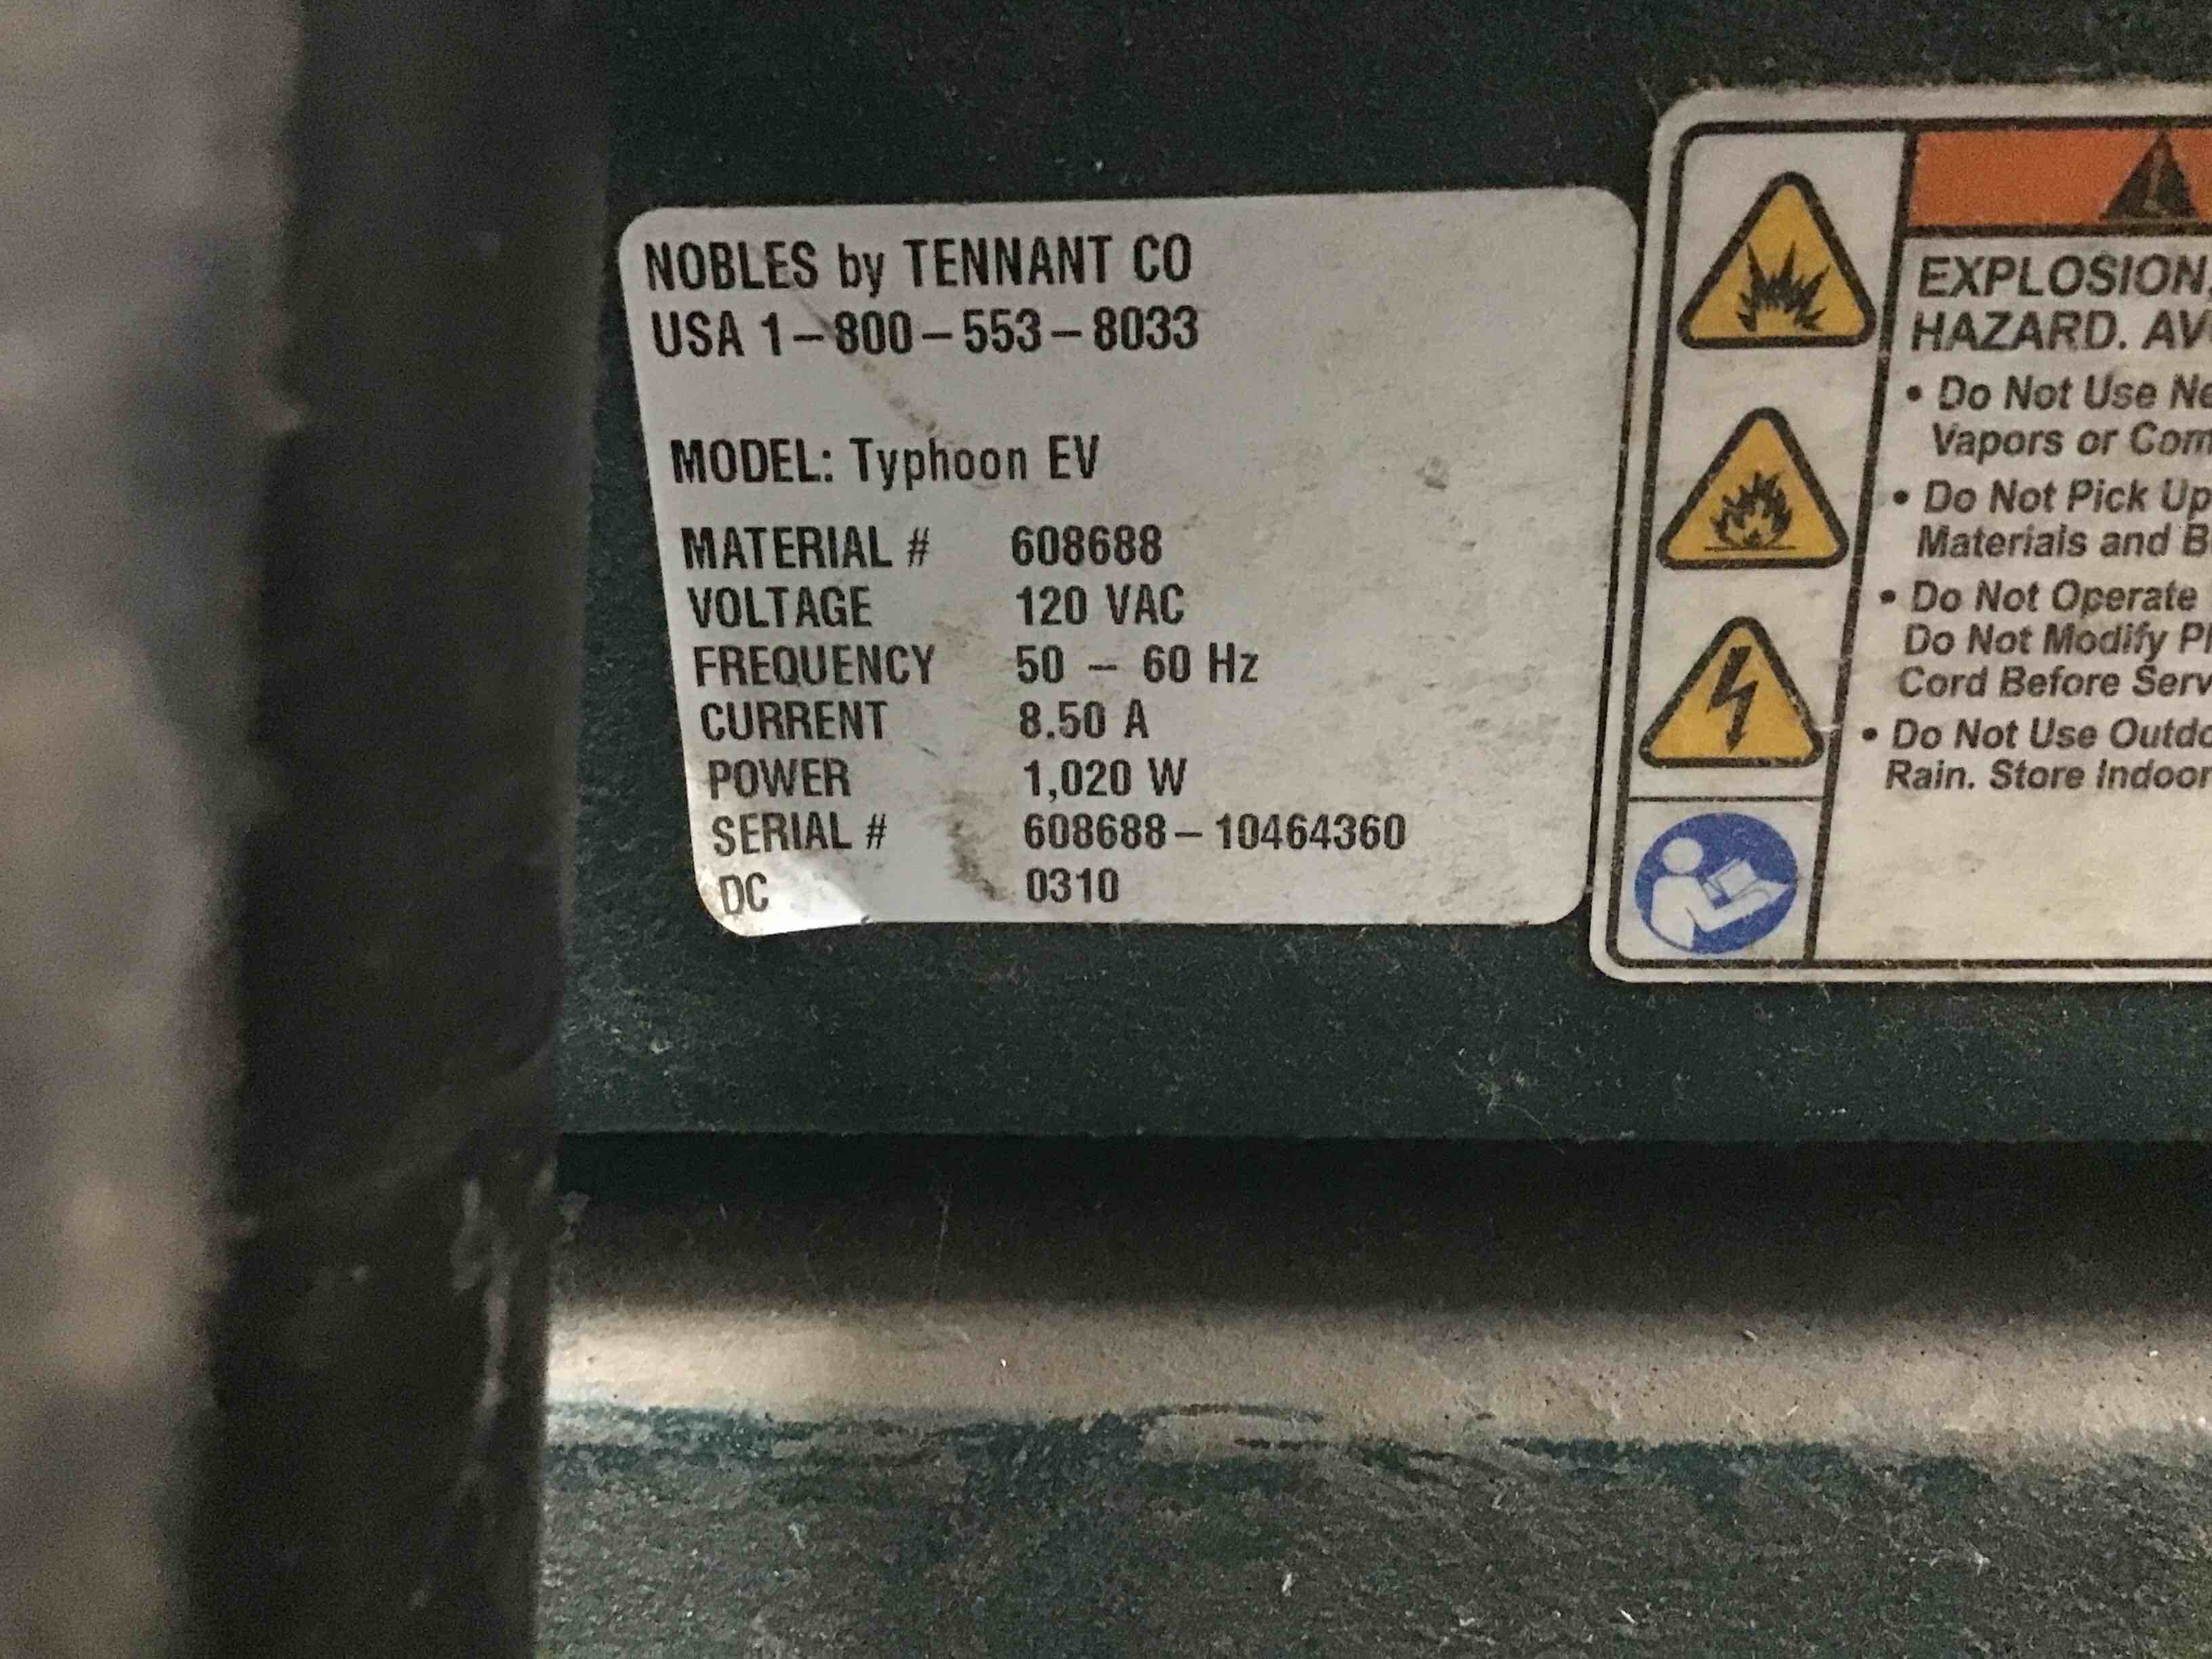 NOBLES by TENNANT CO
USA 1-800-553-8033
MODEL: Typhoon EV
MATERIAL # 608688
VOLTAGE 120 VAC
FREQUENCY 50 - 60 Hz
CURRENT 8.50 A
POWER 1,020 W
SERIAL # 608688-10464360
DC 0310
EXPLOSION,
HAZARD.
• Do Not Use
Vapors or
• Do Not Pick Up
Materials and
• Do Not Operate
Do Not Modify
Cord Before
• Do Not Use
Rain. Store